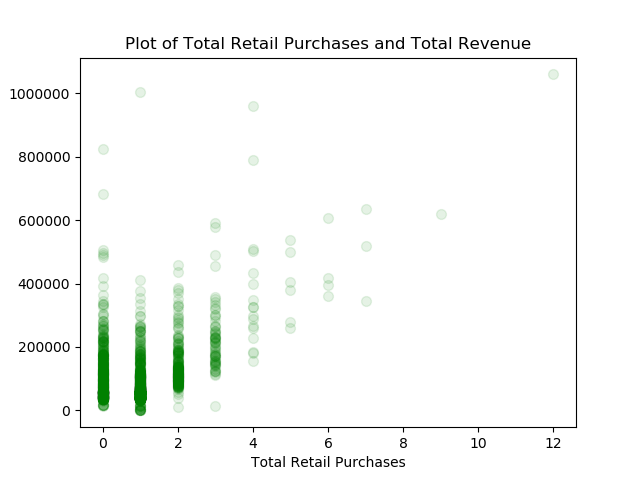 Plot of Total Retail Purchases and Total Revenue
1000000
800000
600000
400000
200000
0
0 2 4 6 8 10 12
Total Retail Purchases